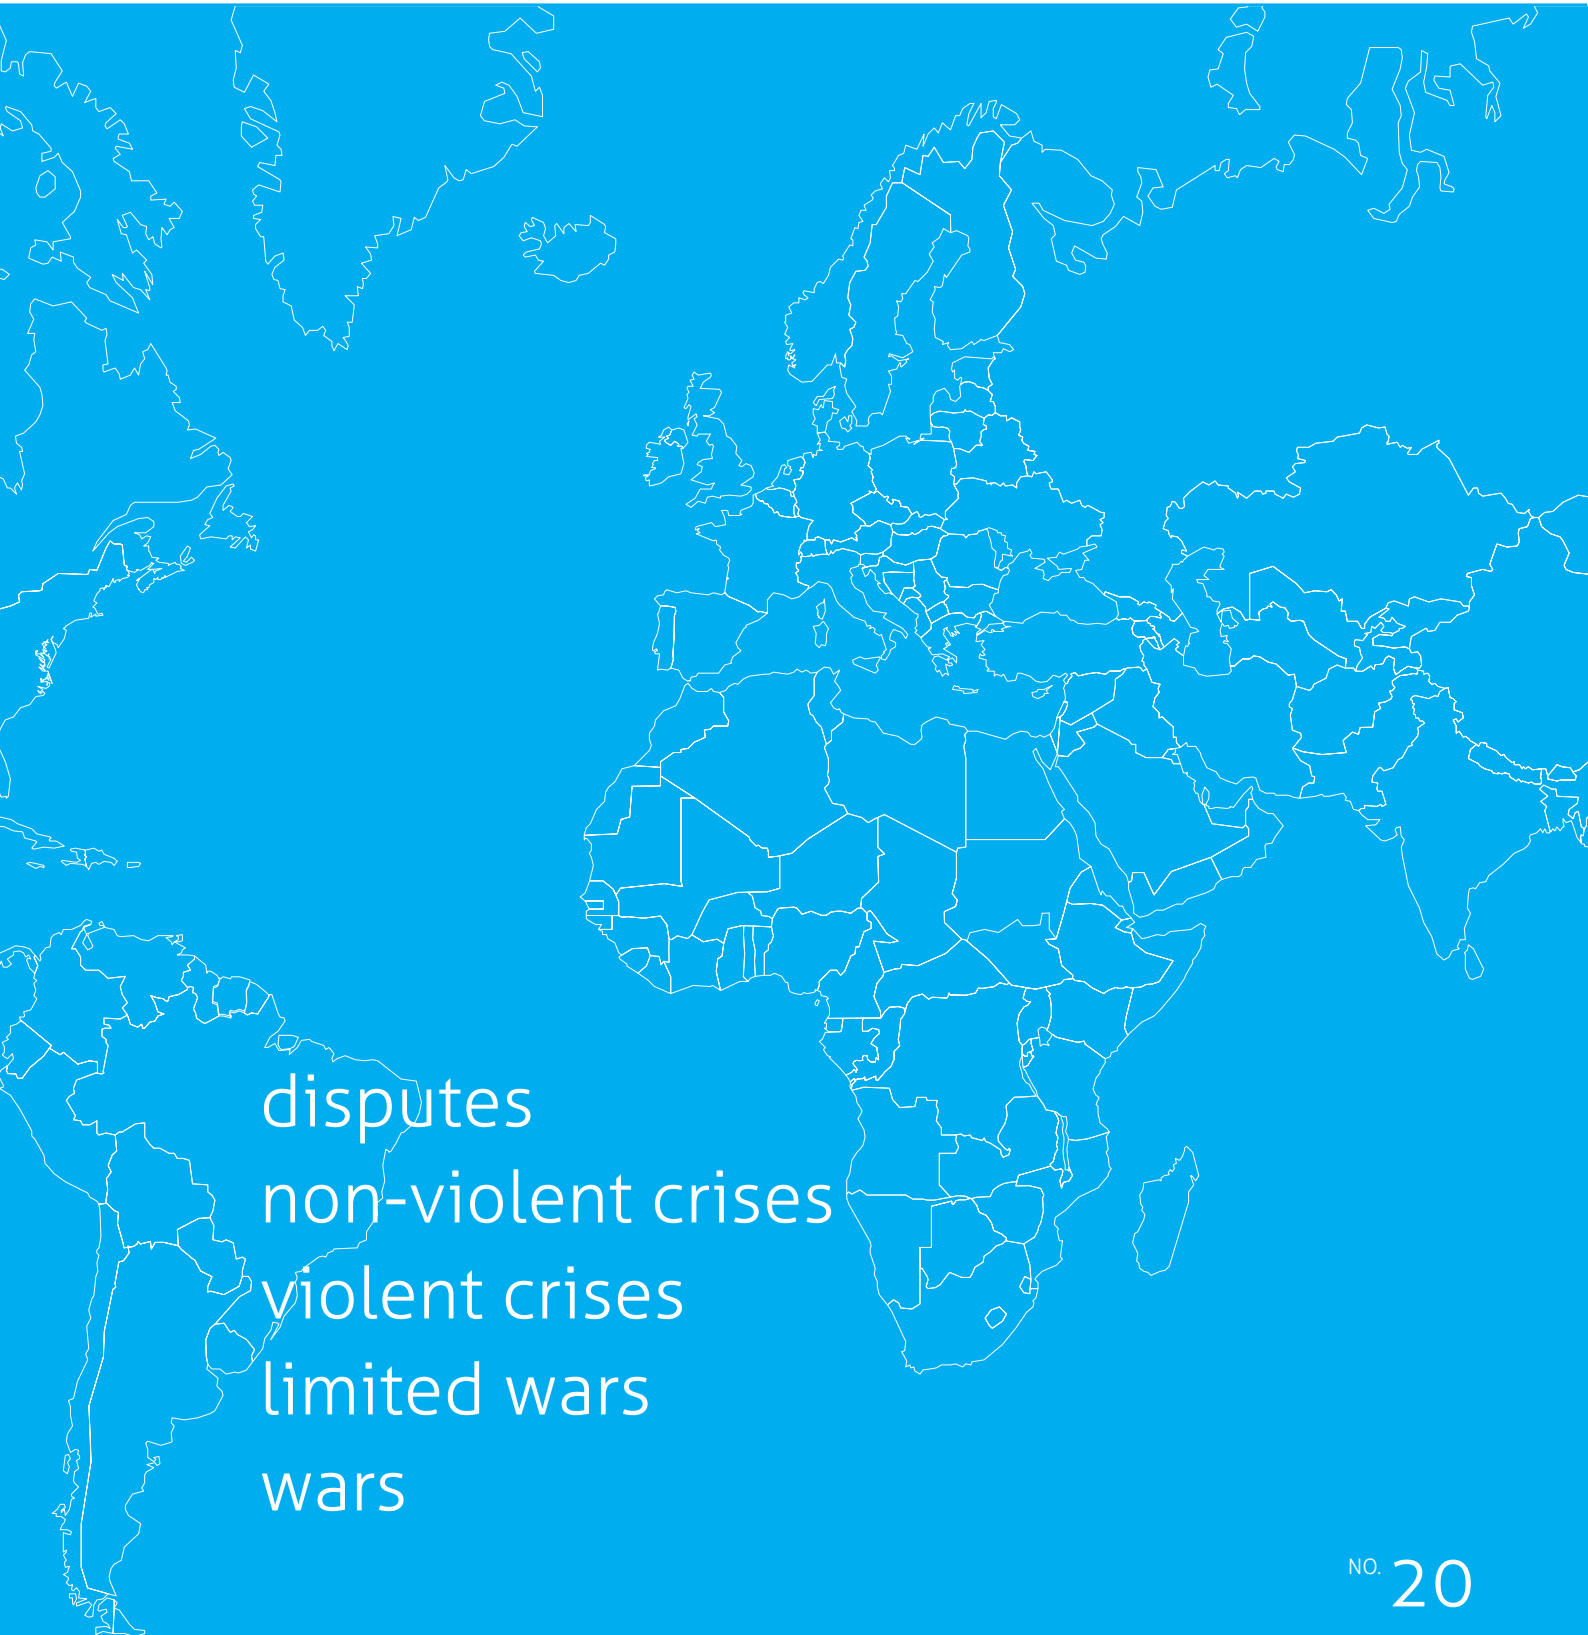 disputes
non-violent crises
violent crises
limited wars
wars
NO. 20